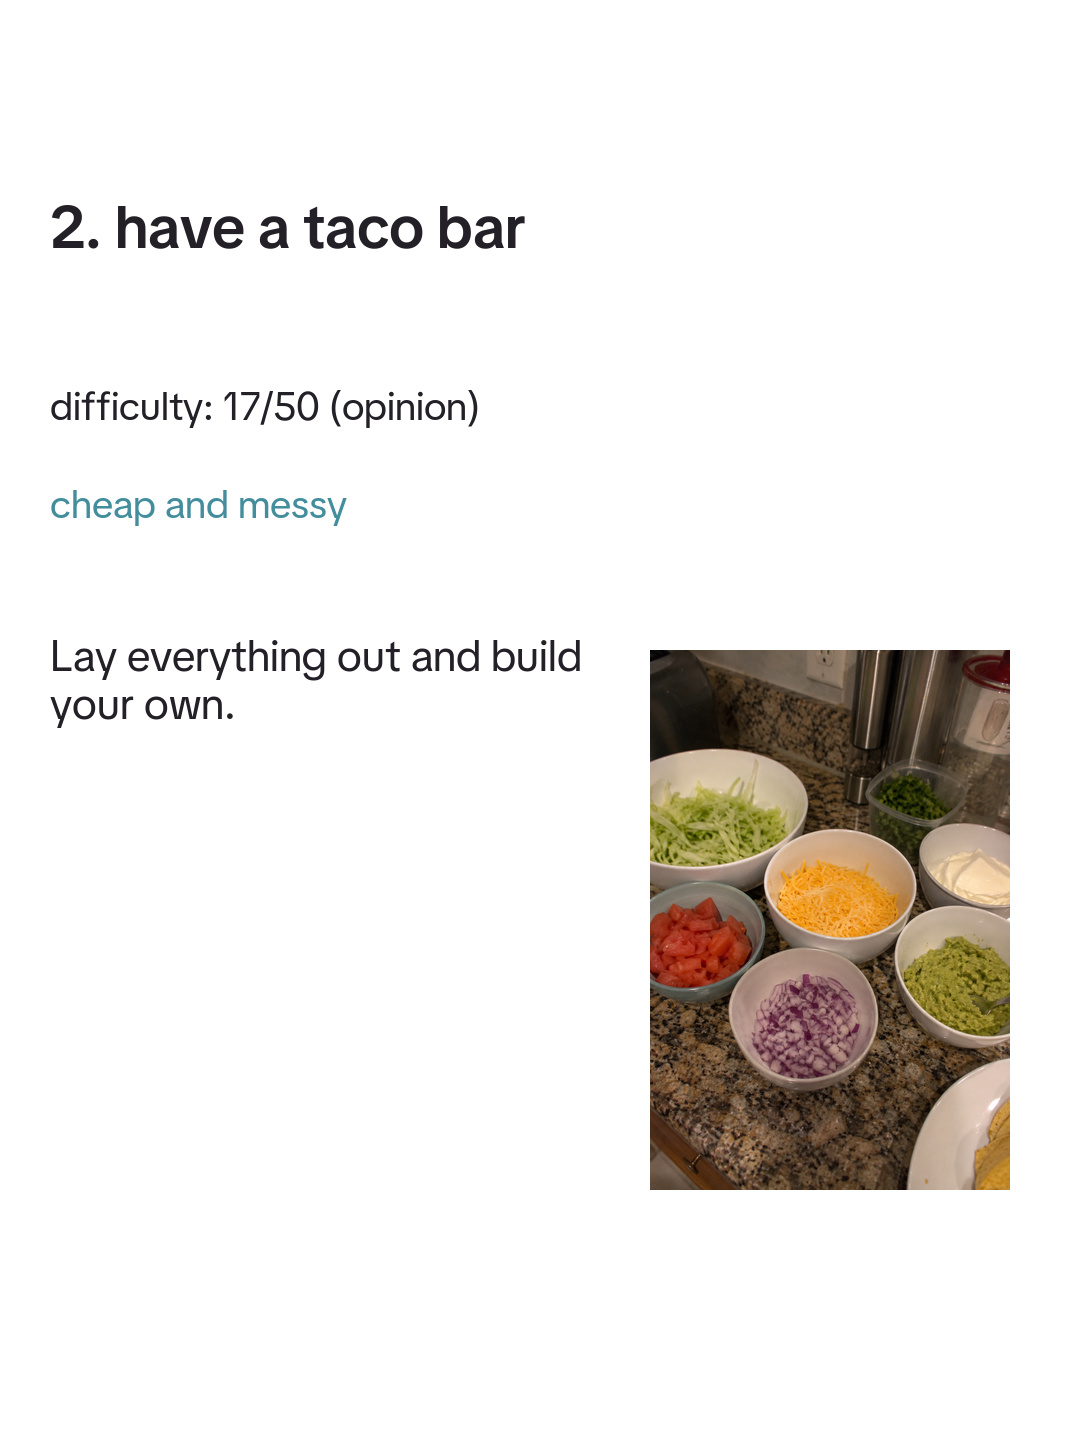 2. have a taco bar
difficulty: 17/50 (opinion)
cheap and messy
Lay everything out and build
your own.